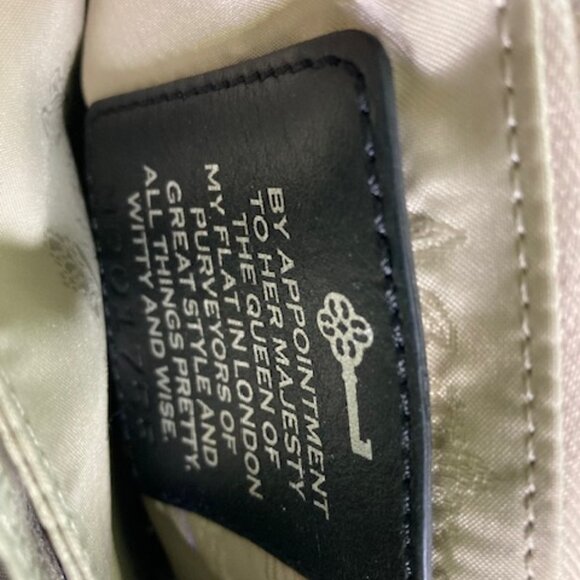 BY APPOINTMENT
TO HER MAJESTY
THE QUEEN OF
MY FLAT IN LONDON
PURVEYORS OF
GREAT STYLE AND
ALL THINGS PRETTY,
WITTY AND WISE.